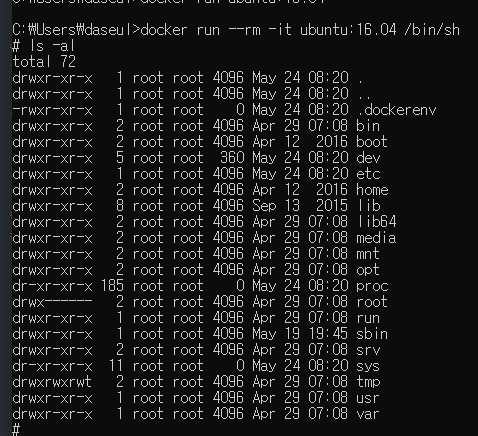 C:\Users\daseul>docker run ubuntu:16.04
C:₩Users₩daseul>docker run --rm -it ubuntu:16.04 /bin/sh
# ls -al
total 72
drwxr-xr-x   1 root root 4096 May 24 08:20 .
drwxr-xr-x   1 root root 4096 May 24 08:20 ..
-rwxr-xr-x   1 root root    0 May 24 08:20 .dockerenv
drwxr-xr-x   2 root root 4096 Apr 29 07:08 bin
drwxr-xr-x   2 root root 4096 Apr 12  2016 boot
drwxr-xr-x   5 root root  360 May 24 08:20 dev
drwxr-xr-x   1 root root 4096 May 24 08:20 etc
drwxr-xr-x   2 root root 4096 Apr 12  2016 home
drwxr-xr-x   8 root root 4096 Sep 13  2015 lib
drwxr-xr-x   2 root root 4096 Apr 29 07:08 lib64
drwxr-xr-x   2 root root 4096 Apr 29 07:08 media
drwxr-xr-x   2 root root 4096 Apr 29 07:08 mnt
drwxr-xr-x   2 root root 4096 Apr 29 07:08 opt
dr-xr-xr-x 185 root root    0 May 24 08:20 proc
drwx------   2 root root 4096 Apr 29 07:08 root
drwxr-xr-x   1 root root 4096 Apr 29 07:08 run
drwxr-xr-x   1 root root 4096 May 19 19:45 sbin
drwxr-xr-x   2 root root 4096 Apr 29 07:08 srv
dr-xr-xr-x  11 root root    0 May 24 08:20 sys
drwxrwxrwt   2 root root 4096 Apr 29 07:08 tmp
drwxr-xr-x   1 root root 4096 Apr 29 07:08 usr
drwxr-xr-x   1 root root 4096 Apr 29 07:08 var
#